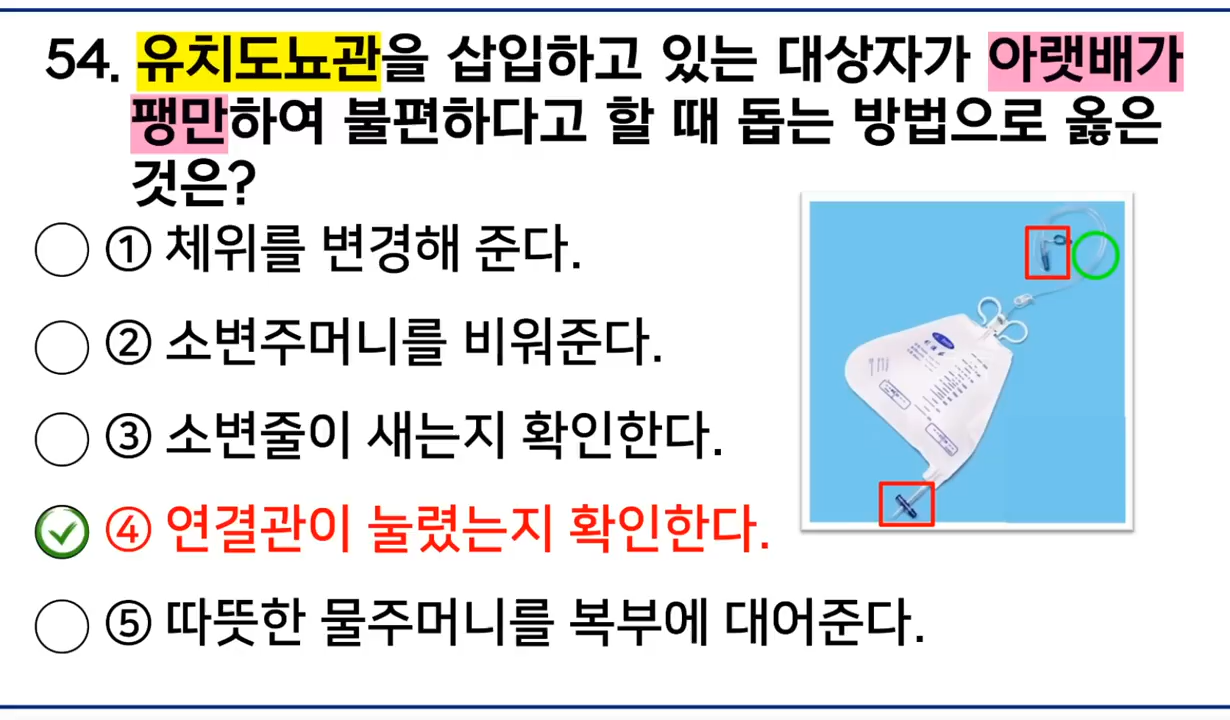 54. 유치도뇨관을 삽입하고 있는 대상자가 아랫배가
팽만하여 불편하다고 할 때 돕는 방법으로 옳은
것은?
① 체위를 변경해 준다.
② 소변주머니를 비워준다.
③ 소변줄이 새는지 확인한다.
④ 연결관이 눌렸는지 확인한다.
⑤ 따뜻한 물주머니를 복부에 대어준다.